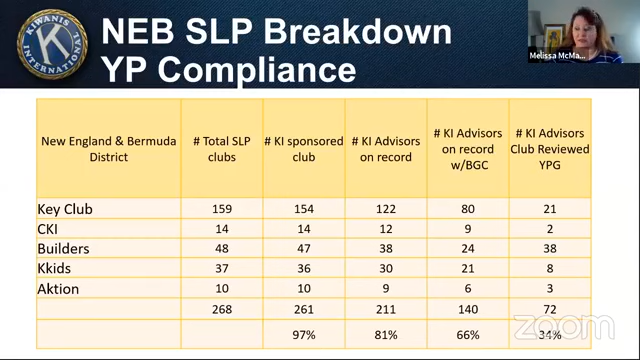 KIWANIS
INTERNATIONAL
NEB SLP Breakdown
YP Compliance
Melissa McMa...
New England & Bermuda District # Total SLP clubs # KI sponsored club # KI Advisors on record # KI Advisors on record w/BGC # KI Advisors Club Reviewed YPG
Key Club 159 154 122 80 21
CKI 14 14 12 9 2
Builders 48 47 38 24 38
Kkids 37 36 30 21 8
Aktion 10 10 9 6 3
268 261 211 140 72
97% 81% 66% 34%
zoom